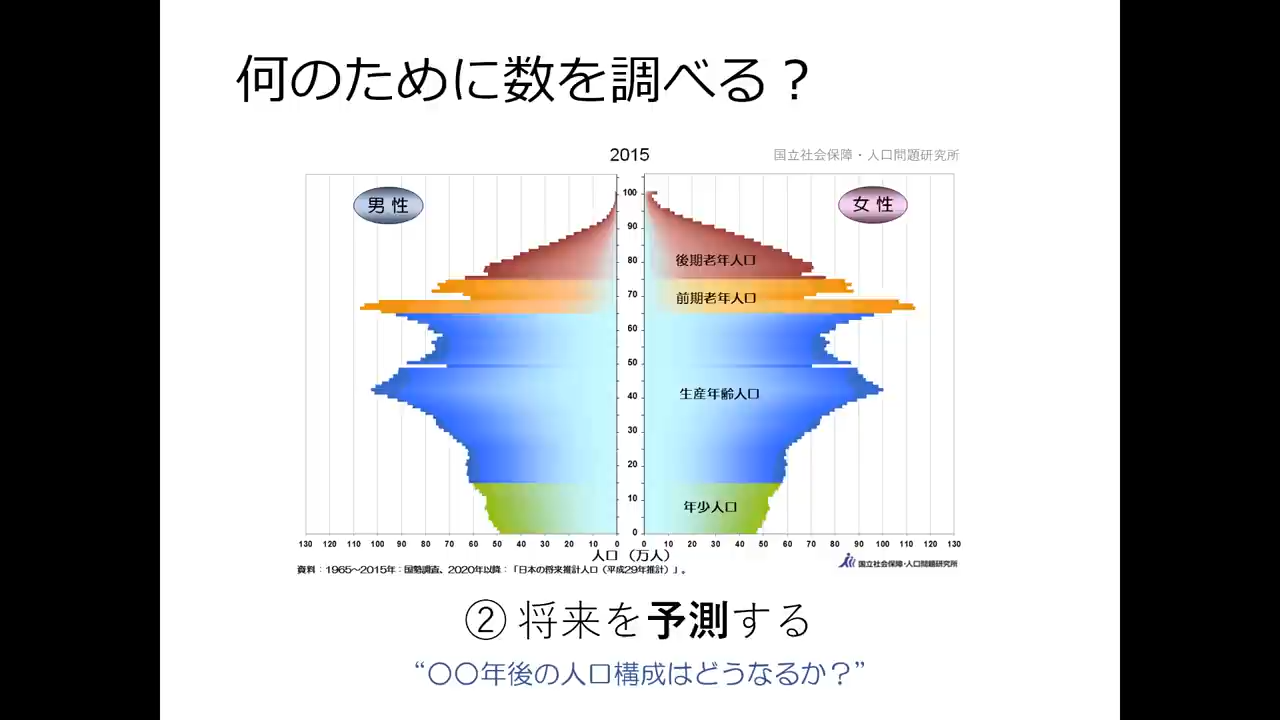 何のために数を調べる？
2015
国立社会保障・人口問題研究所
男性
女性
100
90
80
70
60
50
40
30
20
10
0
後期老年人口
前期老年人口
生産年齢人口
年少人口
130 120 110 100 90 80 70 60 50 40 30 20 10 0
0 10 20 30 40 50 60 70 80 90 100 110 120 130
人口（万人）
国立社会保障・人口問題研究所
資料：1965～2015年：国勢調査、2020年以降：「日本の将来推計人口（平成29年推計）」。
② 将来を予測する
“〇〇年後の人口構成はどうなるか？”